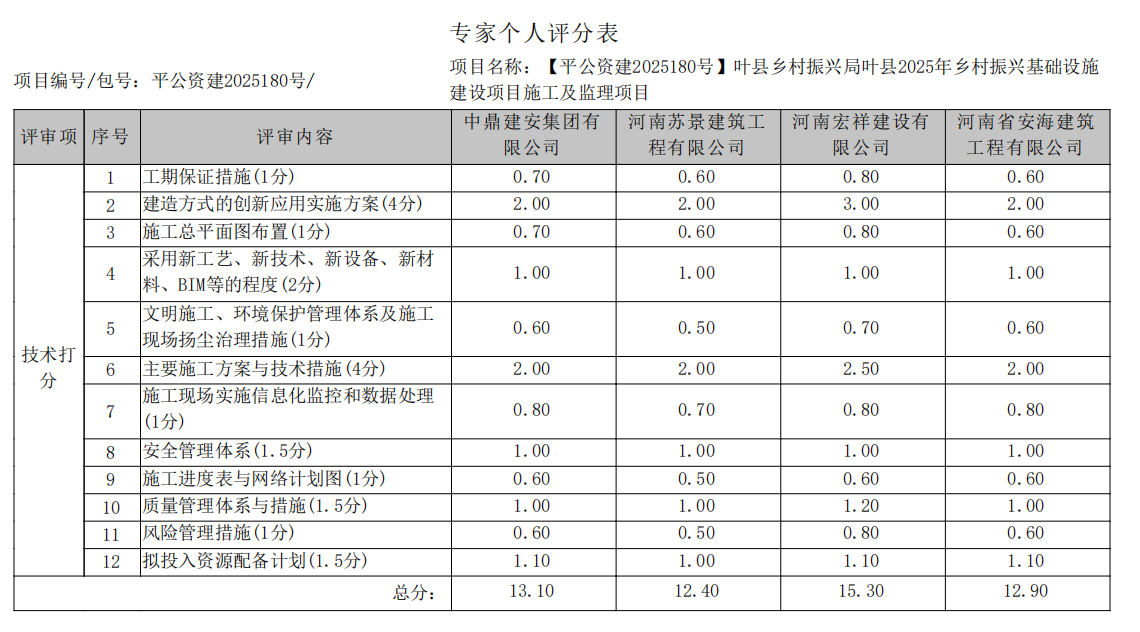 专家个人评分表
项目编号/包号：平公资建2025180号/
项目名称：【平公资建2025180号】叶县乡村振兴局叶县2025年乡村振兴基础设施
建设项目施工及监理项目
评审项 序号 评审内容 中鼎建安集团有限公司 河南苏景建筑工程有限公司 河南宏祥建设有限公司 河南省安海建筑工程有限公司
技术打分
1 工期保证措施(1分) 0.70 0.60 0.80 0.60
2 建造方式的创新应用实施方案(4分) 2.00 2.00 3.00 2.00
3 施工总平面图布置(1分) 0.70 0.60 0.80 0.60
4 采用新工艺、新技术、新设备、新材料、BIM等的程度(2分) 1.00 1.00 1.00 1.00
5 文明施工、环境保护管理体系及施工现场扬尘治理措施(1分) 0.60 0.50 0.70 0.60
6 主要施工方案与技术措施(4分) 2.00 2.00 2.50 2.00
7 施工现场实施信息化监控和数据处理(1分) 0.80 0.70 0.80 0.80
8 安全管理体系(1.5分) 1.00 1.00 1.00 1.00
9 施工进度表与网络计划图(1分) 0.60 0.50 0.60 0.60
10 质量管理体系与措施(1.5分) 1.00 1.00 1.20 1.00
11 风险管理措施(1分) 0.60 0.50 0.80 0.60
12 拟投入资源配备计划(1.5分) 1.10 1.00 1.10 1.10
总分： 13.10 12.40 15.30 12.90